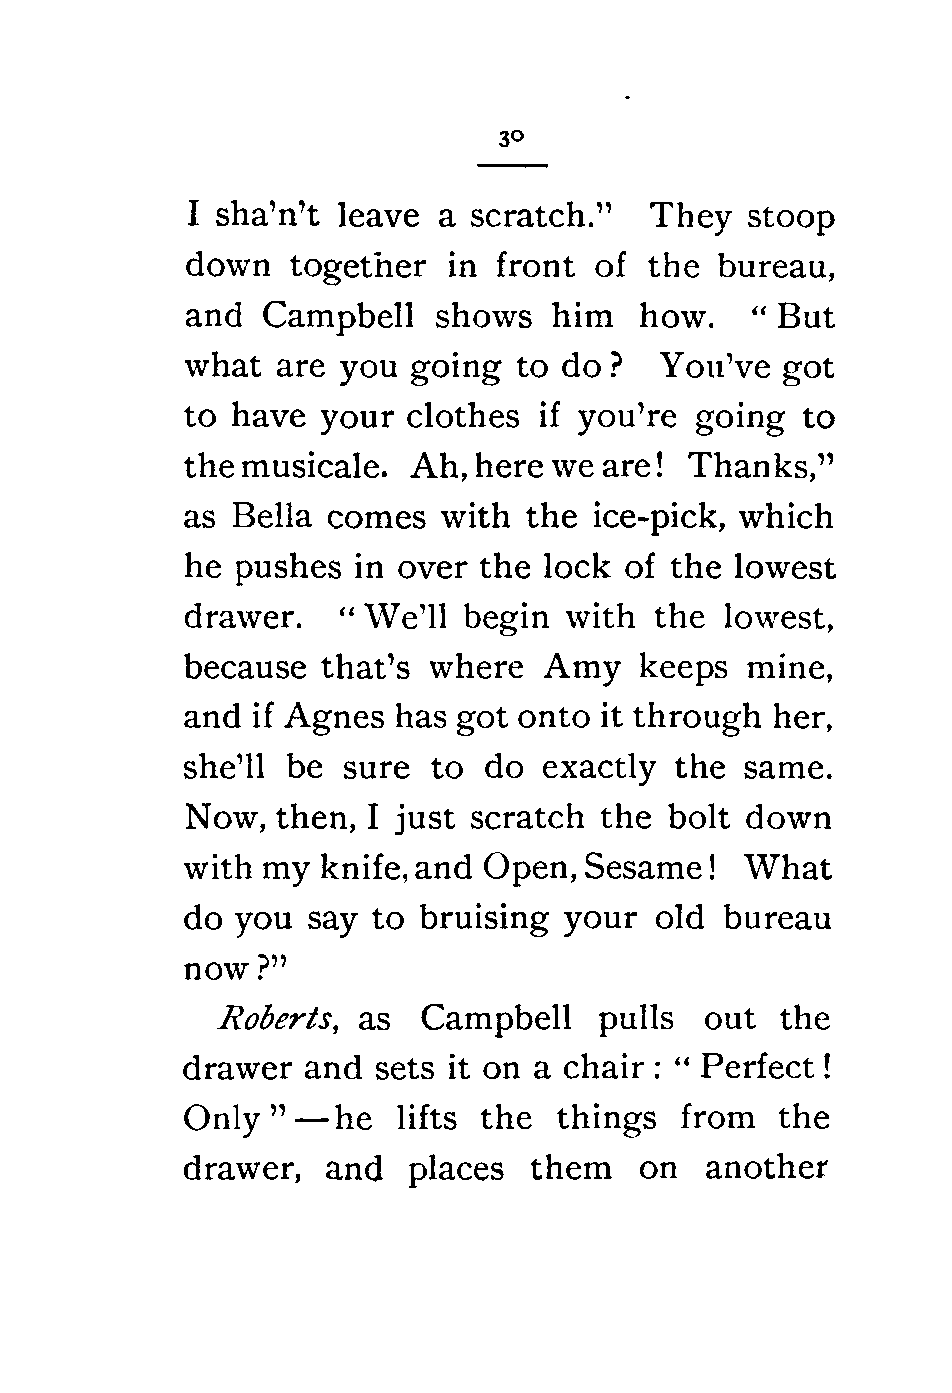 30
I sha'n't leave a scratch." They stoop
down together in front of the bureau,
and Campbell shows him how. "But
what are you going to do? You've got
to have your clothes if you're going to
the musicale. Ah, here we are! Thanks,"
as Bella comes with the ice-pick, which
he pushes in over the lock of the lowest
drawer. "We'll begin with the lowest,
because that's where Amy keeps mine,
and if Agnes has got onto it through her,
she'll be sure to do exactly the same.
Now, then, I just scratch the bolt down
with my knife, and Open, Sesame! What
do you say to bruising your old bureau
now?"
Roberts, as Campbell pulls out the
drawer and sets it on a chair: "Perfect!
Only"—he lifts the things from the
drawer, and places them on another